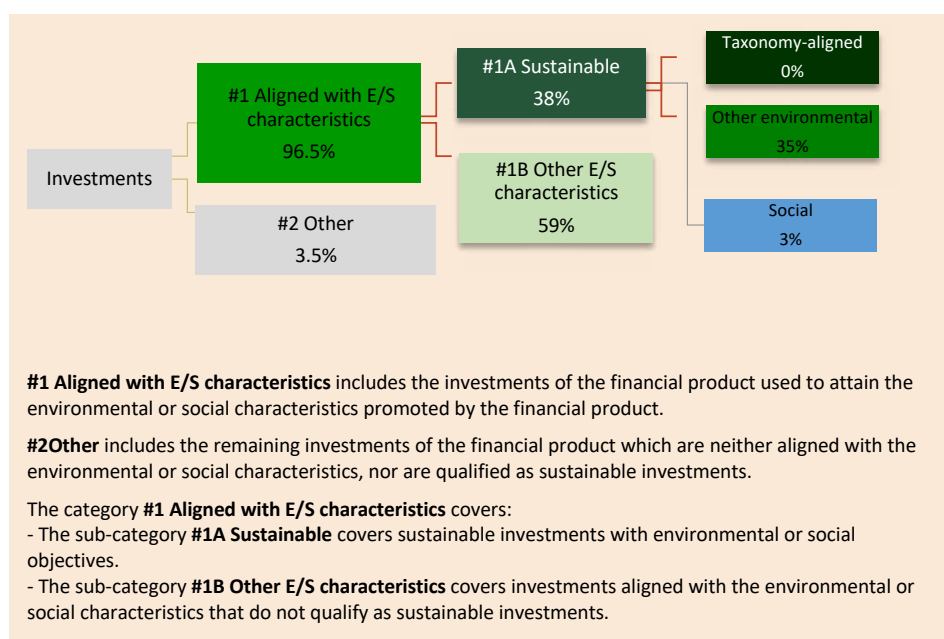 Investments
#1 Aligned with E/S
characteristics
96.5%
#2 Other
3.5%
#1A Sustainable
38%
#1B Other E/S
characteristics
59%
Taxonomy-aligned
0%
Other environmental
35%
Social
3%
#1 Aligned with E/S characteristics includes the investments of the financial product used to attain the
environmental or social characteristics promoted by the financial product.
#2Other includes the remaining investments of the financial product which are neither aligned with the
environmental or social characteristics, nor are qualified as sustainable investments.
The category #1 Aligned with E/S characteristics covers:
- The sub-category #1A Sustainable covers sustainable investments with environmental or social
objectives.
- The sub-category #1B Other E/S characteristics covers investments aligned with the environmental or
social characteristics that do not qualify as sustainable investments.